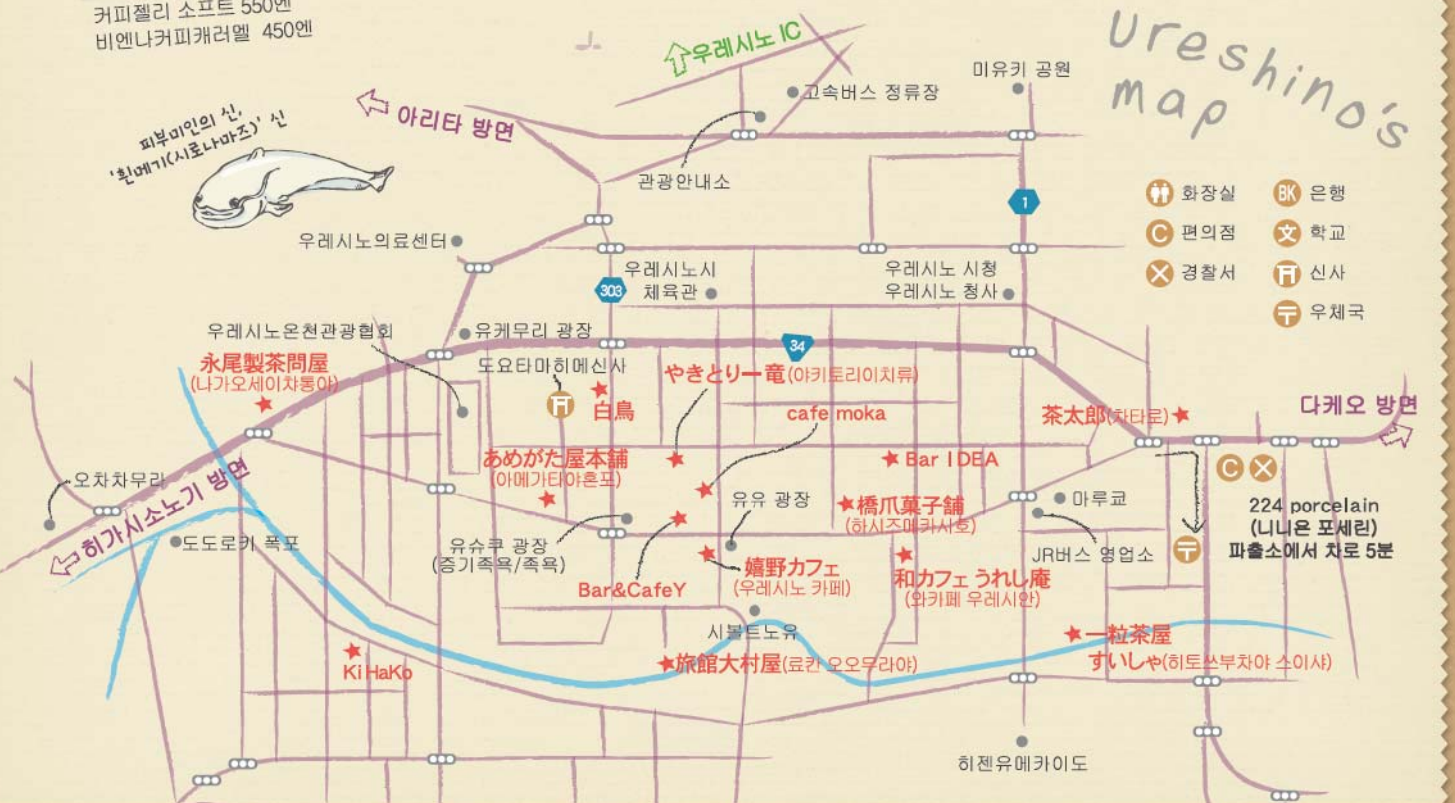 커피젤리 소프트 550엔
비엔나커피캐러멜 450엔
Ureshino's
map
우레시노 IC
미유키 공원
고속버스 정류장
아리타 방면
피부미인의 신,
'흰메기(시로나마즈)' 신
관광안내소
화장실
BK 은행
C 편의점
文 학교
경찰서
신사
우체국
1
우레시노의료센터
우레시노시
체육관
우레시노 시청
우레시노 청사
303
34
우레시노온천관광협회
유케무리 광장
도요타마히메신사
永尾製茶問屋
(나가오세이챠통야)
白鳥
やきとり一竜(야키토리이치류)
cafe moka
茶太郎(차타로)
다케오 방면
あめがた屋本舗
(아메가타야혼포)
Bar IDEA
C
오차차무라
유유 광장
橋爪菓子舗
(하시즈메카시호)
마루쿄
224 porcelain
(니니욘 포세린)
파출소에서 차로 5분
히가시소노기 방면
도도로키 폭포
유슈쿠 광장
(증기족욕/족욕)
JR버스 영업소
Bar&CafeY
嬉野カフェ
(우레시노 카페)
和カフェ うれし庵
(와카페 우레시안)
시볼트노유
KiHaKo
旅館大村屋(료칸 오오무라야)
一粒茶屋
すいしゃ(히토쓰부차야 스이샤)
히젠유메카이도